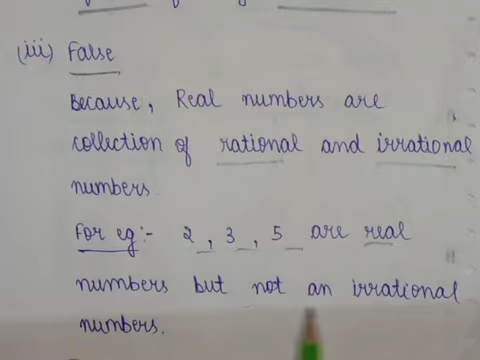 (iii) False
Because, Real numbers are
collection of rational and irrational
numbers.
For eg:- 2, 3, 5 are real
numbers but not an irrational
numbers.